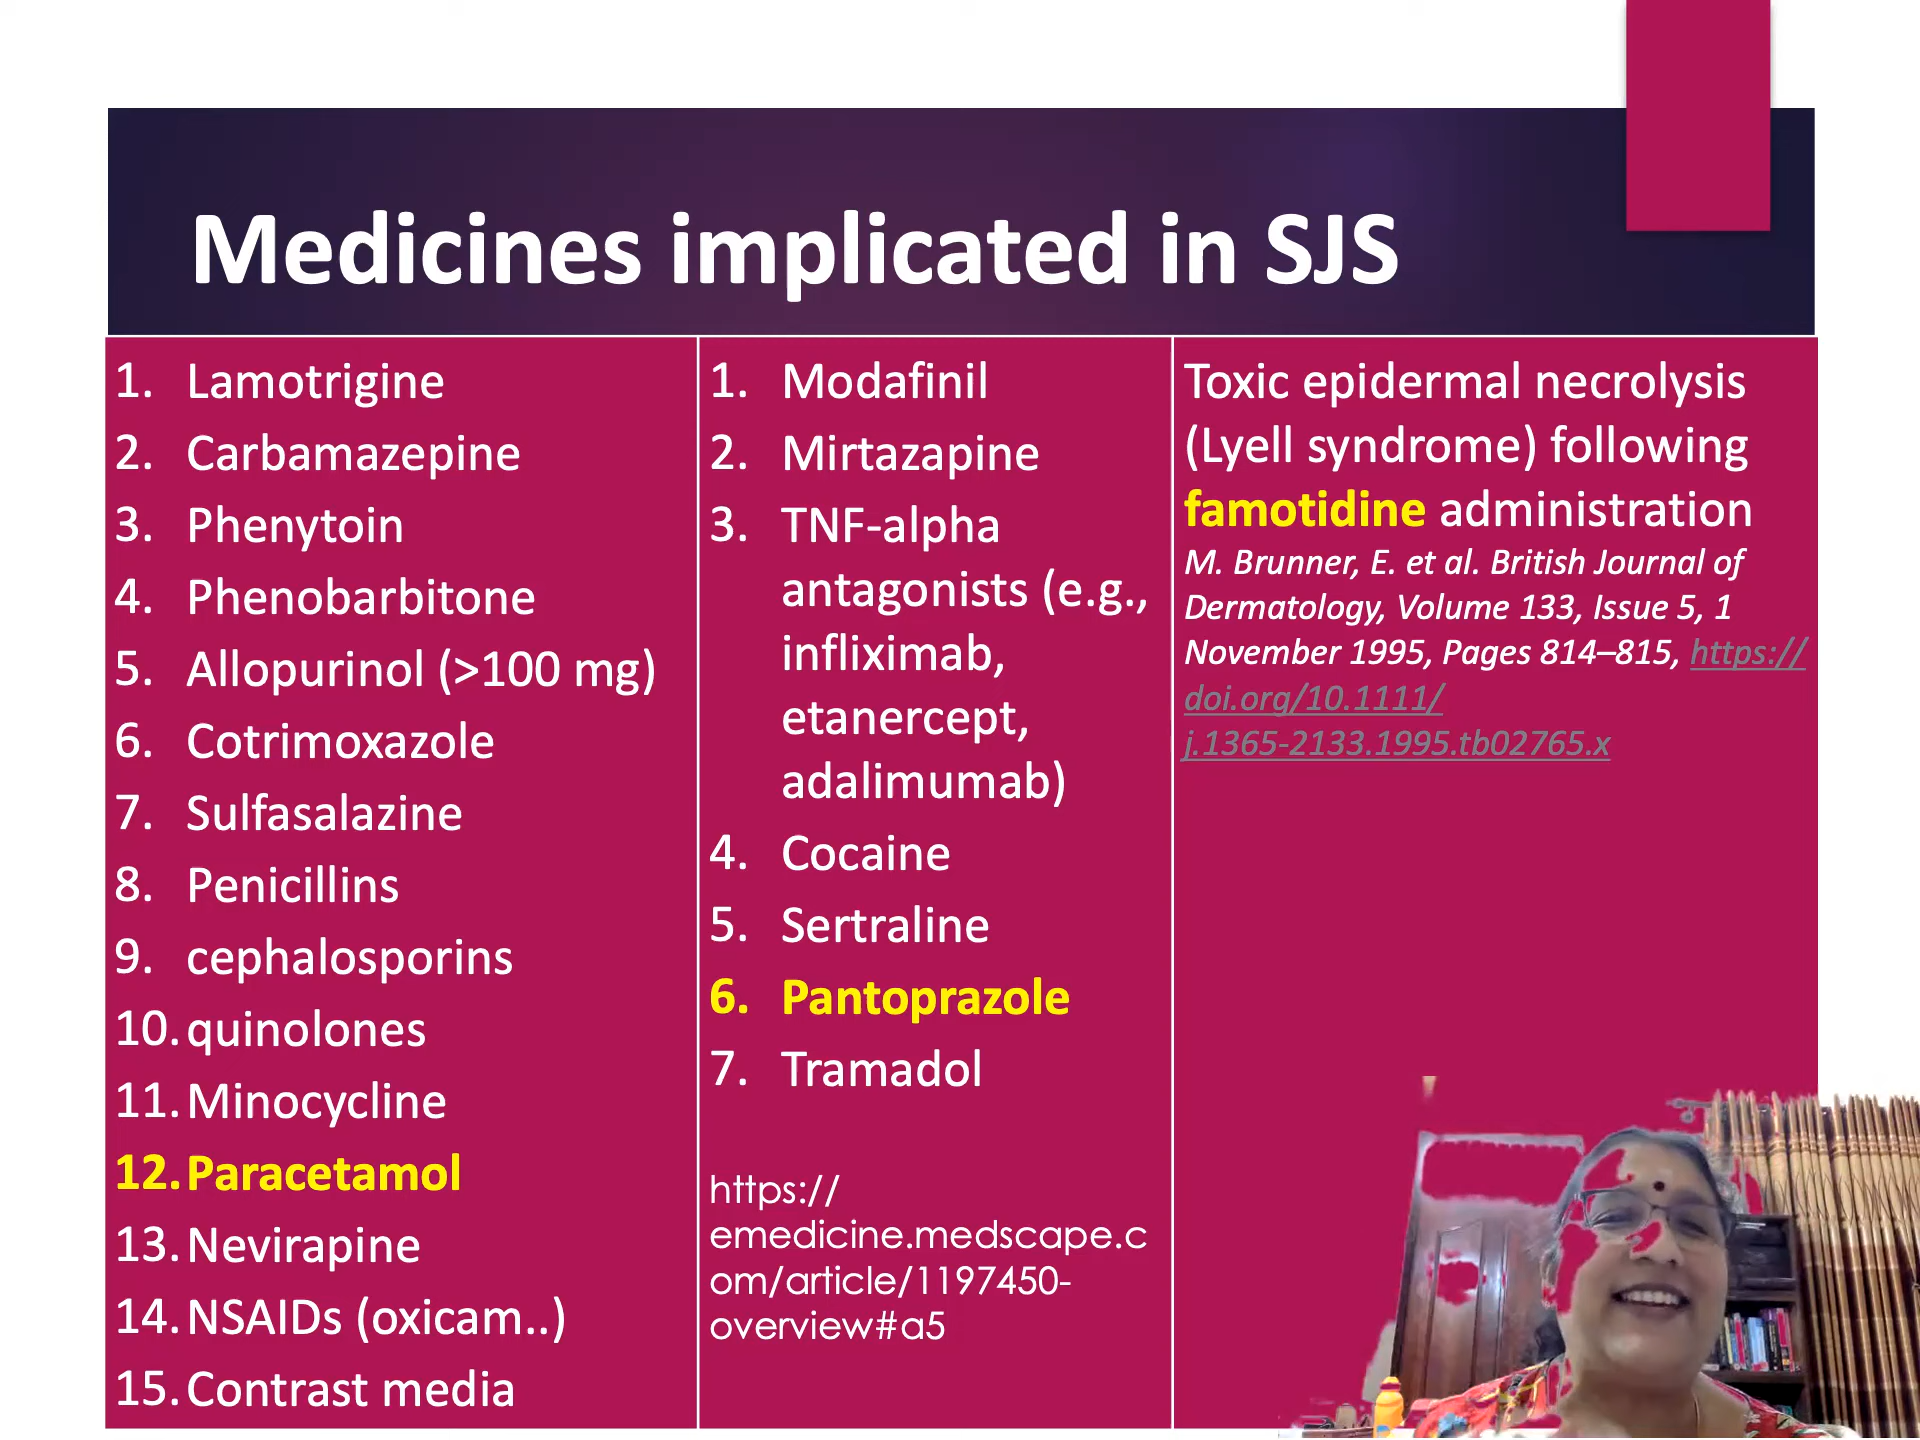 Medicines implicated in SJS
1. Lamotrigine
2. Carbamazepine
3. Phenytoin
4. Phenobarbitone
5. Allopurinol (>100 mg)
6. Cotrimoxazole
7. Sulfasalazine
8. Penicillins
9. cephalosporins
10. quinolones
11. Minocycline
12. Paracetamol
13. Nevirapine
14. NSAIDs (oxicam..)
15. Contrast media
1. Modafinil
2. Mirtazapine
3. TNF-alpha
antagonists (e.g.,
infliximab,
etanercept,
adalimumab)
4. Cocaine
5. Sertraline
6. Pantoprazole
7. Tramadol
https://
emedicine.medscape.c
om/article/1197450-
overview#a5
Toxic epidermal necrolysis
(Lyell syndrome) following
famotidine administration
M. Brunner, E. et al. British Journal of
Dermatology, Volume 133, Issue 5, 1
November 1995, Pages 814–815, https://
doi.org/10.1111/
j.1365-2133.1995.tb02765.x